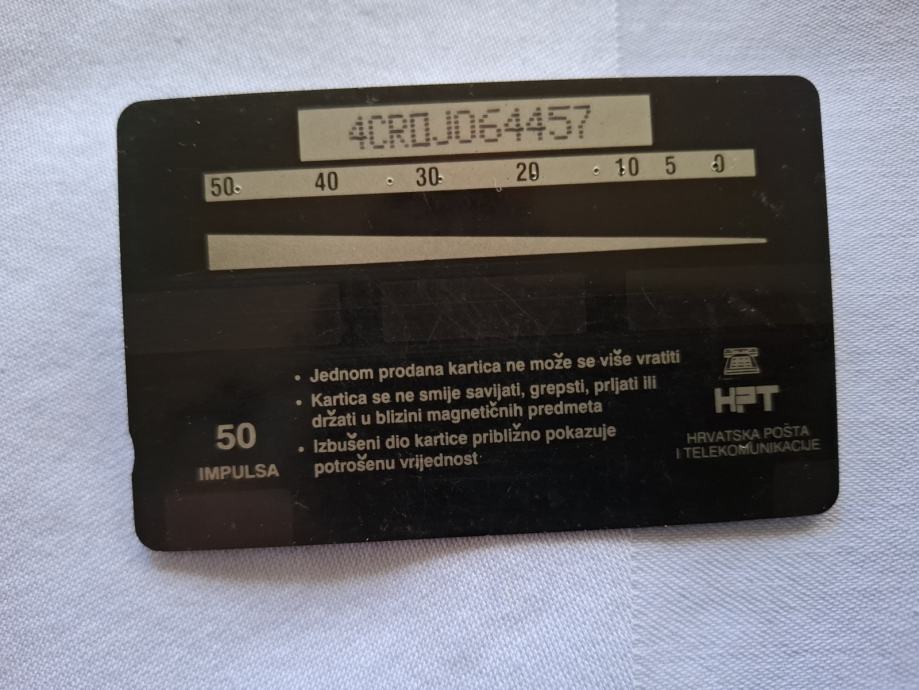 4CROJ064457
50 40 30 20 10 5 0
• Jednom prodana kartica ne može se više vratiti
• Kartica se ne smije savijati, grepsti, prljati ili
držati u blizini magnetičnih predmeta
• Izbušeni dio kartice približno pokazuje
potrošenu vrijednost
50
IMPULSA
HPT
HRVATSKA POŠTA
I TELEKOMUNIKACIJE